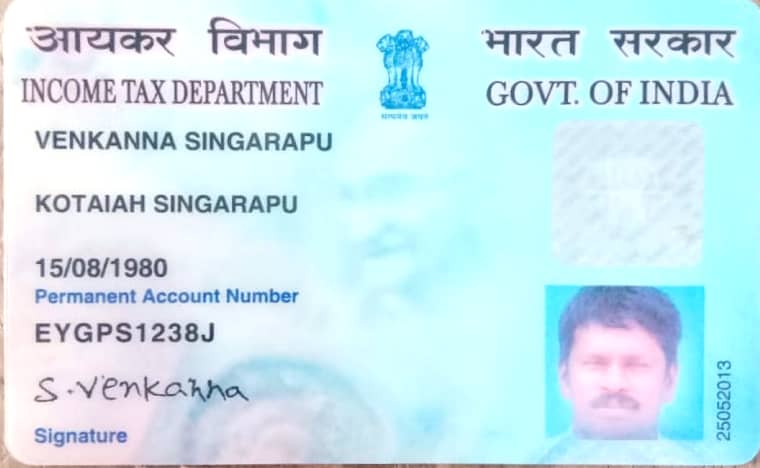 आयकर विभाग
INCOME TAX DEPARTMENT
भारत सरकार
GOVT. OF INDIA
सत्यमेव जयते
VENKANNA SINGARAPU
KOTAIAH SINGARAPU
15/08/1980
Permanent Account Number
EYGPS1238J
S.Venkanna
Signature
25052013